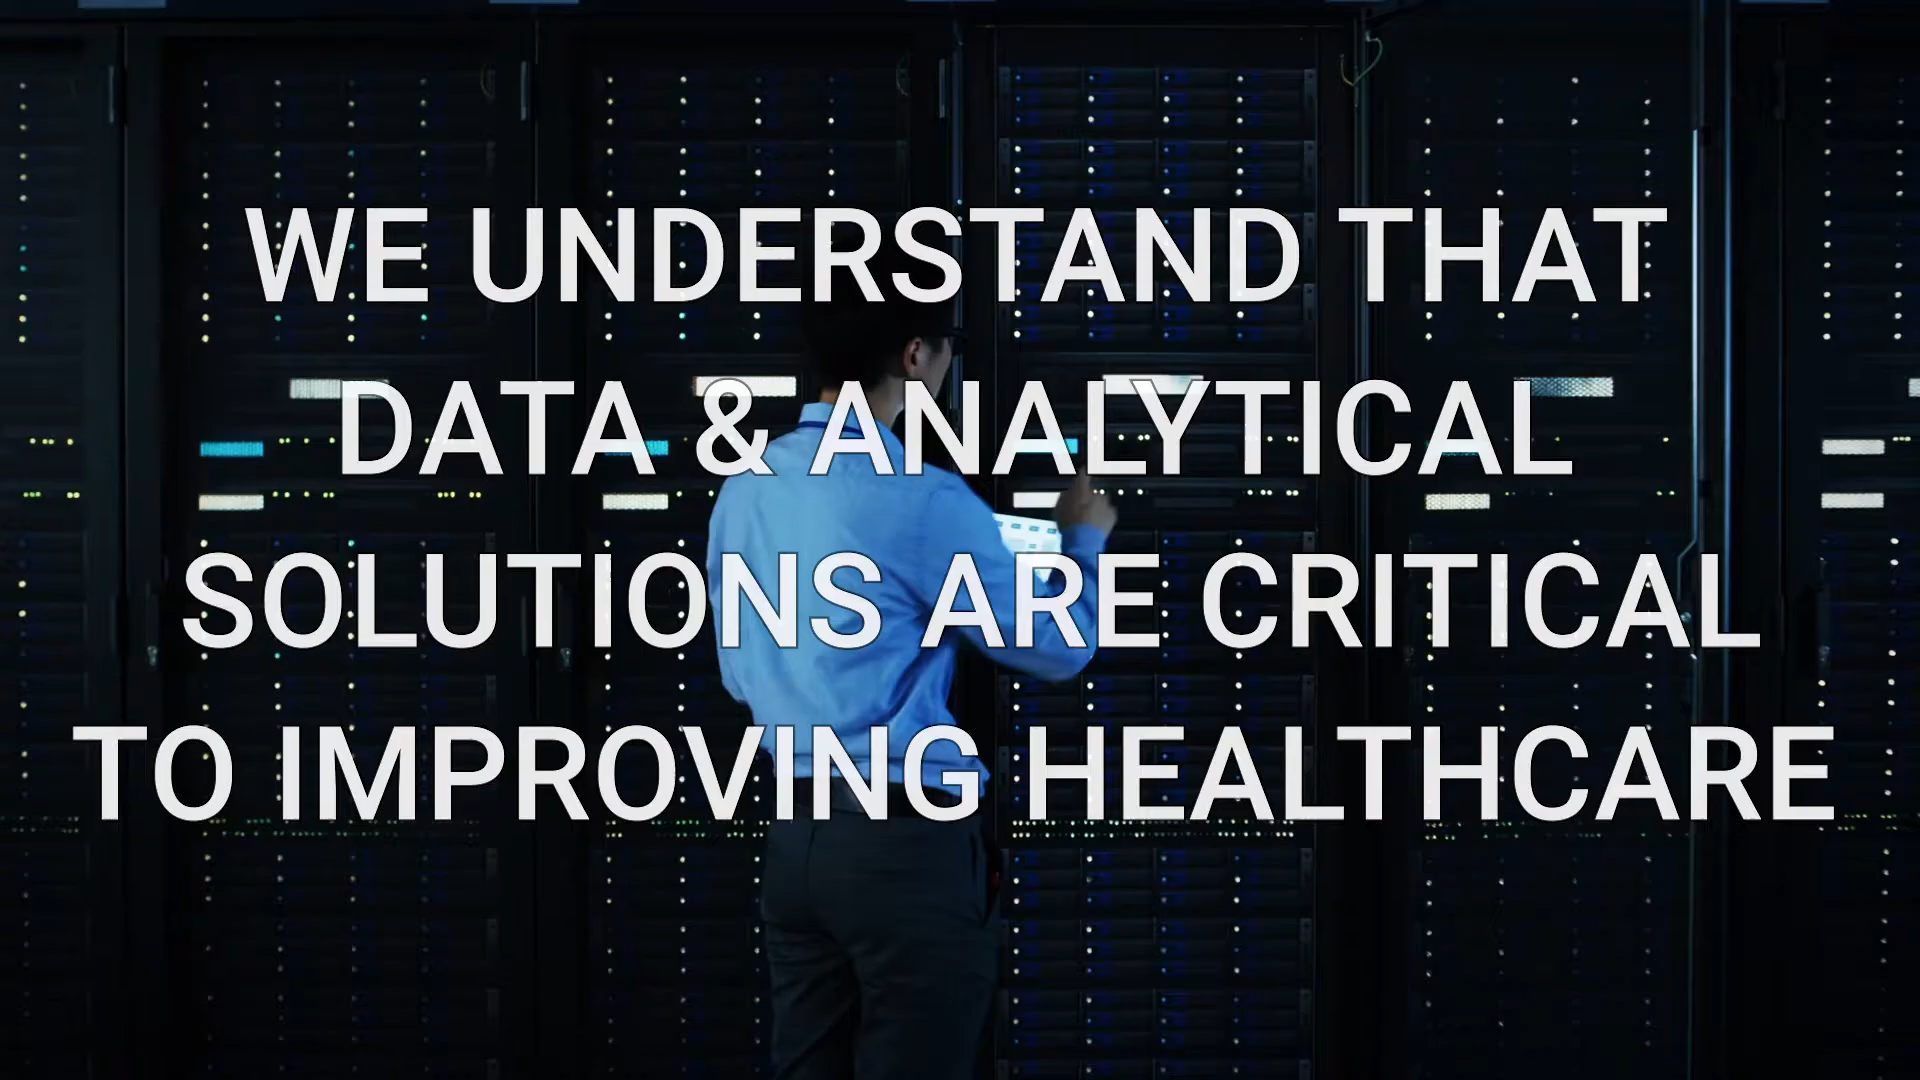 WE UNDERSTAND THAT
DATA & ANALYTICAL
SOLUTIONS ARE CRITICAL
TO IMPROVING HEALTHCARE